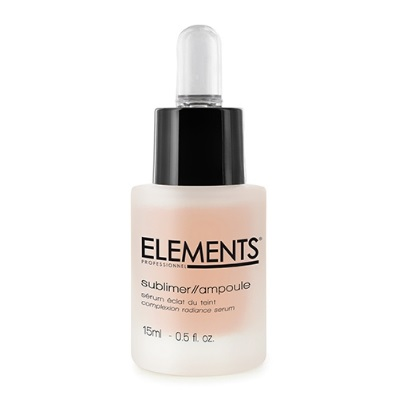 ELEMENTS®
PROFESSIONNEL
sublimer//ampoule
sérum éclat du teint
complexion radiance serum
15ml - 0.5 fl. oz.